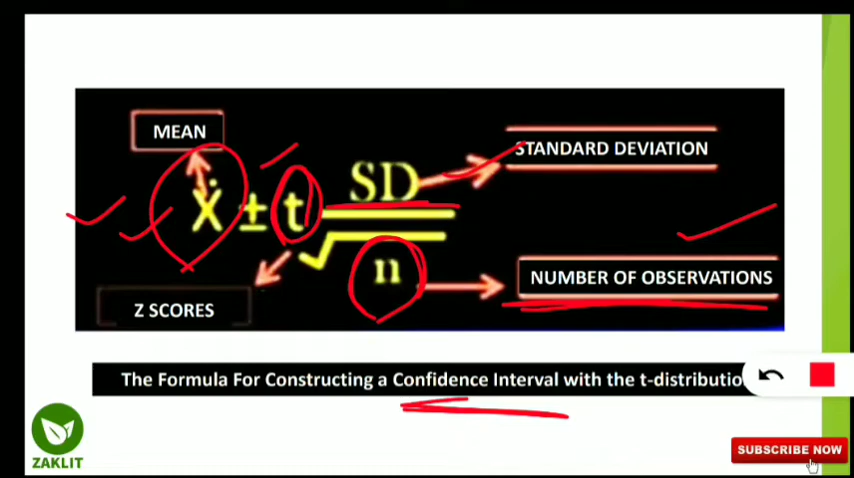 MEAN
STANDARD DEVIATION
Ẋ ± t SD
√n
NUMBER OF OBSERVATIONS
Z SCORES
The Formula For Constructing a Confidence Interval with the t-distributio
ZAKLIT
SUBSCRIBE NOW